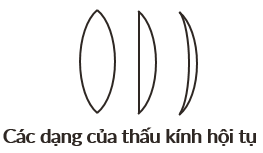 Các dạng của thấu kính hội tụ